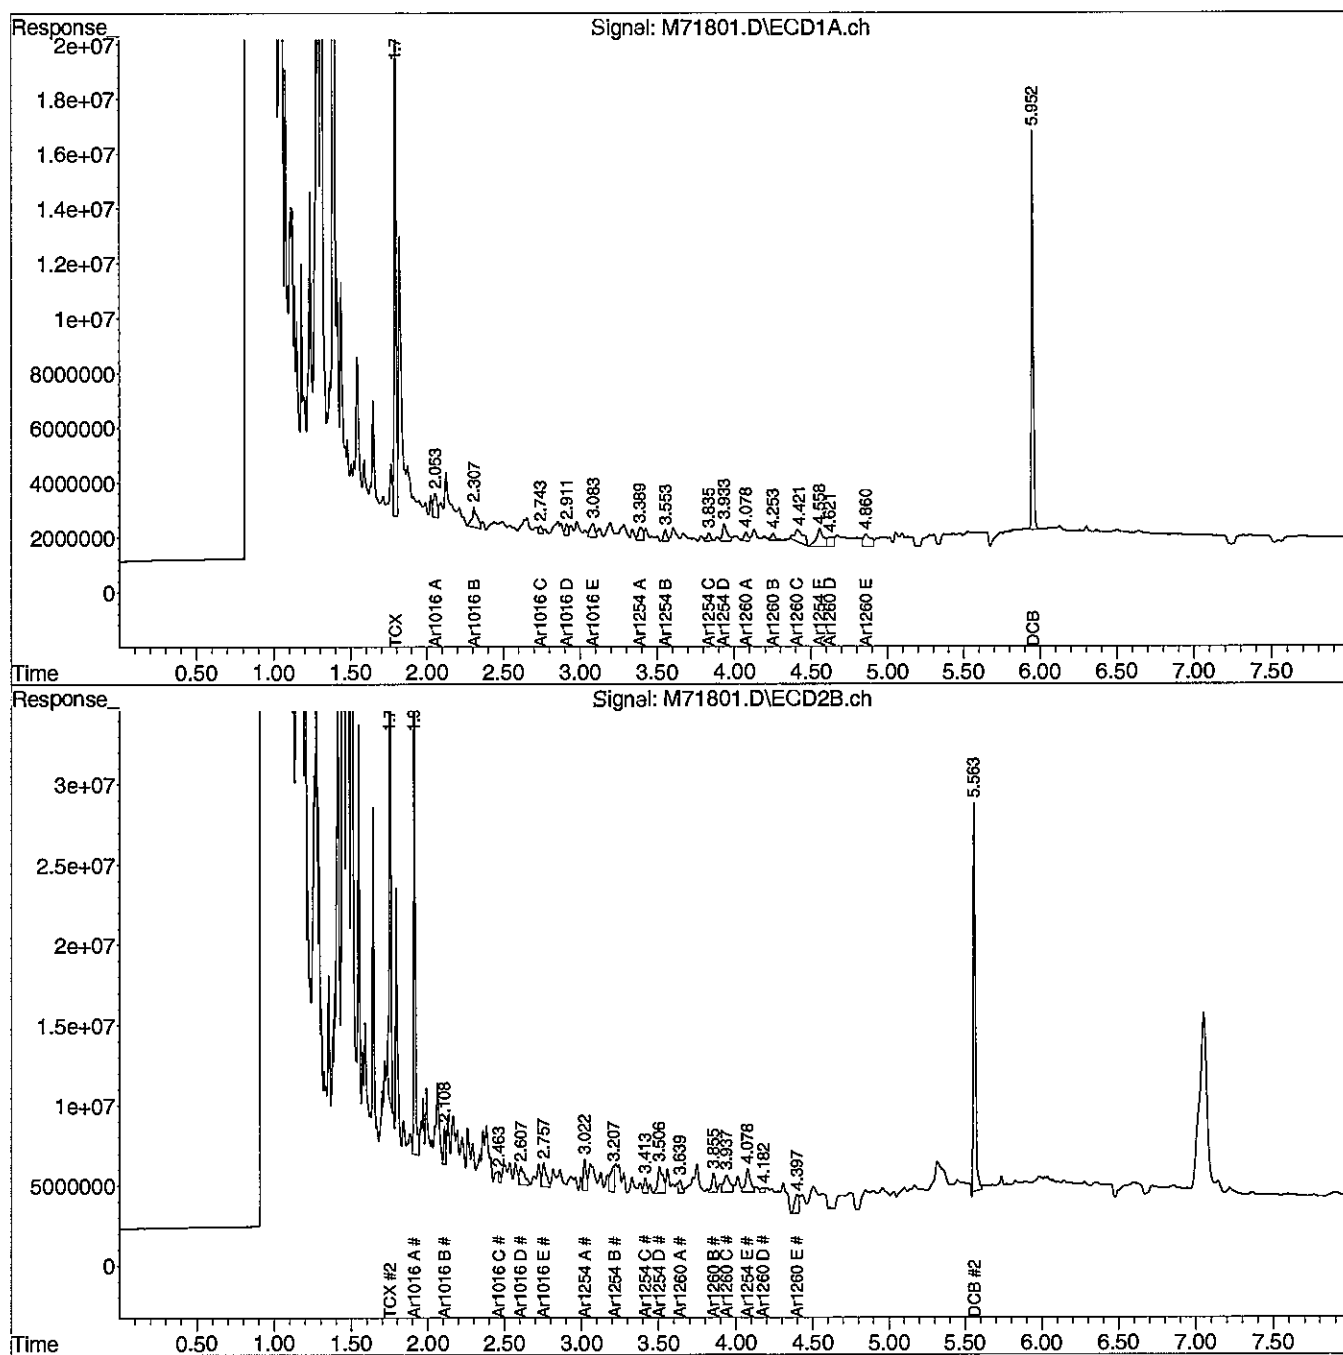 Response_
Signal: M71801.D\ECD1A.ch
2e+07
1.8e+07
1.6e+07
1.4e+07
1.2e+07
1e+07
8000000
6000000
4000000
2000000
0
1.7
2.053
2.307
2.743
2.911
3.083
3.389
3.553
3.835
3.933
4.078
4.253
4.421
4.558
4.621
4.860
5.952
TCX
Ar1016 A
Ar1016 B
Ar1016 C
Ar1016 D
Ar1016 E
Ar1254 A
Ar1254 B
Ar1254 C
Ar1254 D
Ar1260 A
Ar1260 B
Ar1260 C
Ar1254 E
Ar1260 D
Ar1260 E
DCB
Time 0.50 1.00 1.50 2.00 2.50 3.00 3.50 4.00 4.50 5.00 5.50 6.00 6.50 7.00 7.50
Response_
Signal: M71801.D\ECD2B.ch
3e+07
2.5e+07
2e+07
1.5e+07
1e+07
5000000
0
1.7
1.9
2.108
2.463
2.607
2.757
3.022
3.207
3.413
3.506
3.639
3.855
3.937
4.078
4.182
4.397
5.563
TCX #2
Ar1016 A #
Ar1016 B #
Ar1016 C #
Ar1016 D #
Ar1016 E #
Ar1254 A #
Ar1254 B #
Ar1254 C #
Ar1254 D #
Ar1260 A #
Ar1260 B #
Ar1260 C #
Ar1254 E #
Ar1260 D #
Ar1260 E #
DCB #2
Time 0.50 1.00 1.50 2.00 2.50 3.00 3.50 4.00 4.50 5.00 5.50 6.00 6.50 7.00 7.50